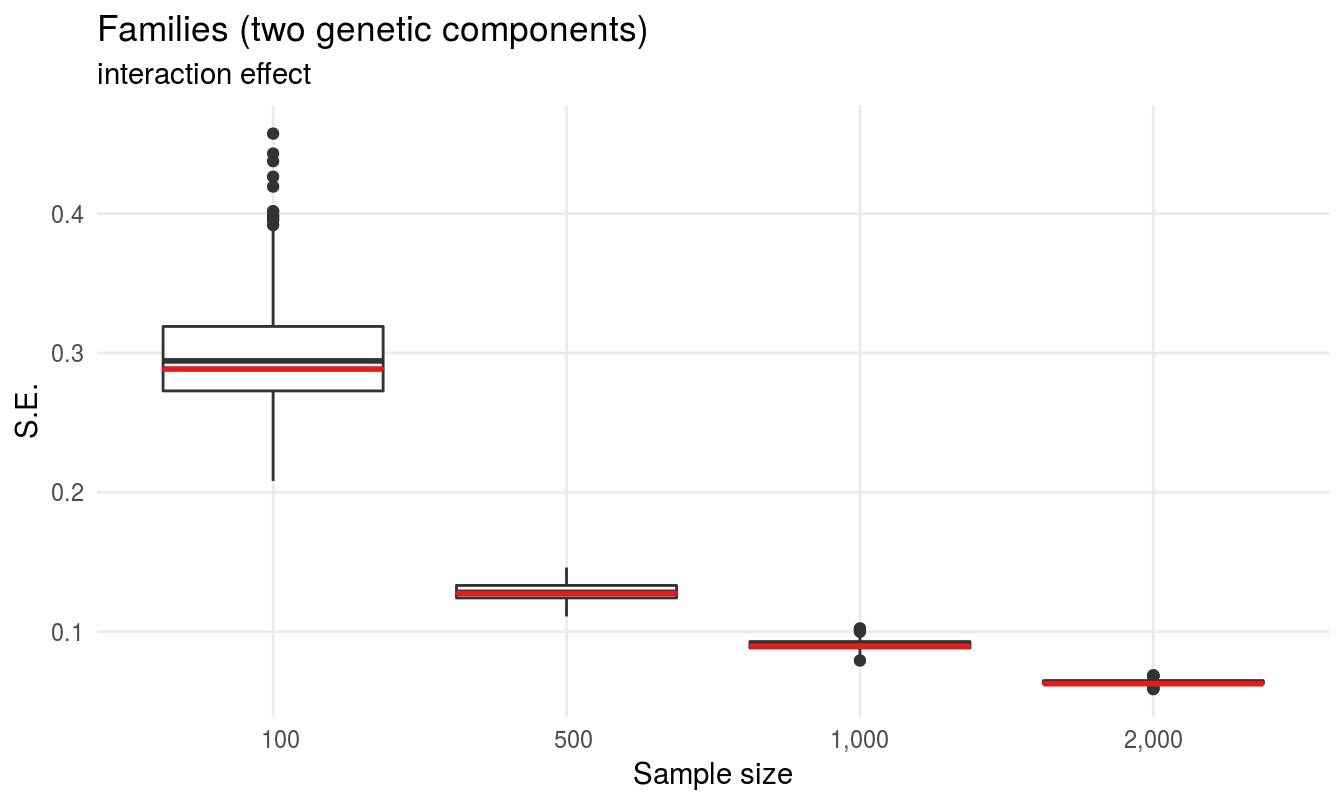 Families (two genetic components)
interaction effect
0.4
0.3
0.2
0.1
S.E.
100 500 1,000 2,000
Sample size